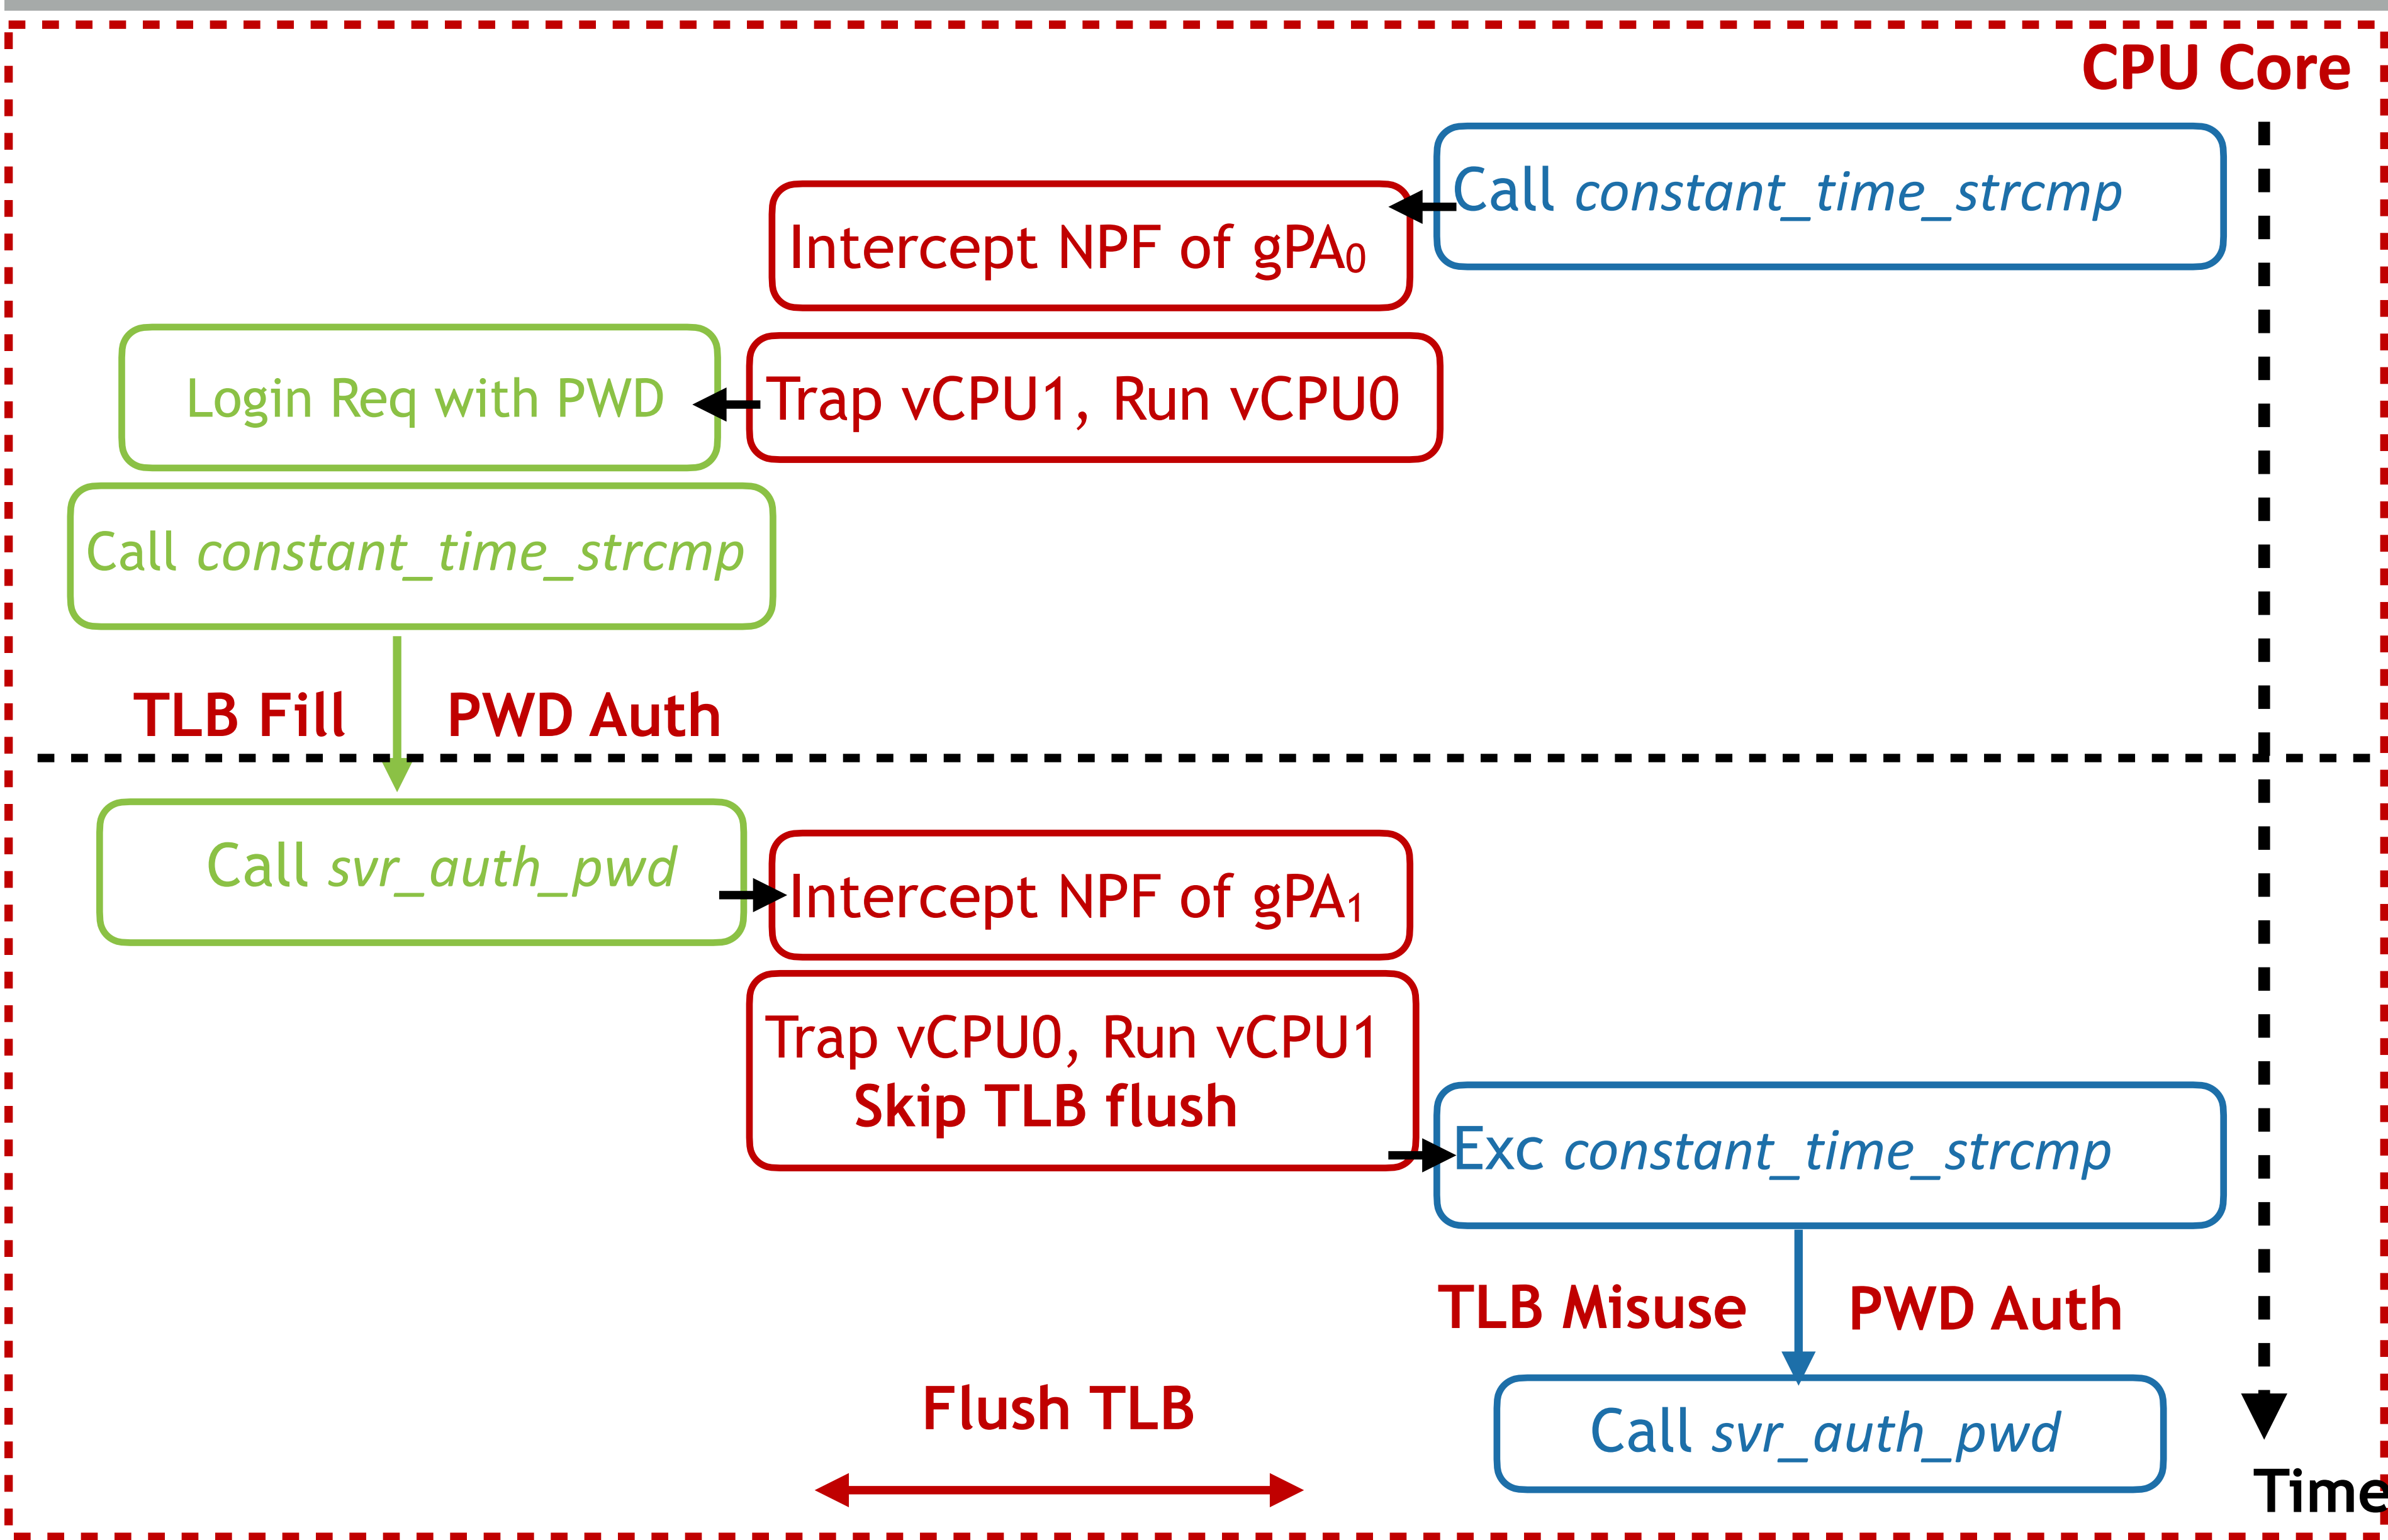 CPU Core
Call constant_time_strcmp
Intercept NPF of gPA0
Login Req with PWD
Trap vCPU1, Run vCPU0
Call constant_time_strcmp
TLB Fill
PWD Auth
Call svr_auth_pwd
Intercept NPF of gPA1
Trap vCPU0, Run vCPU1
Skip TLB flush
Exc constant_time_strcmp
TLB Misuse
PWD Auth
Flush TLB
Call svr_auth_pwd
Time